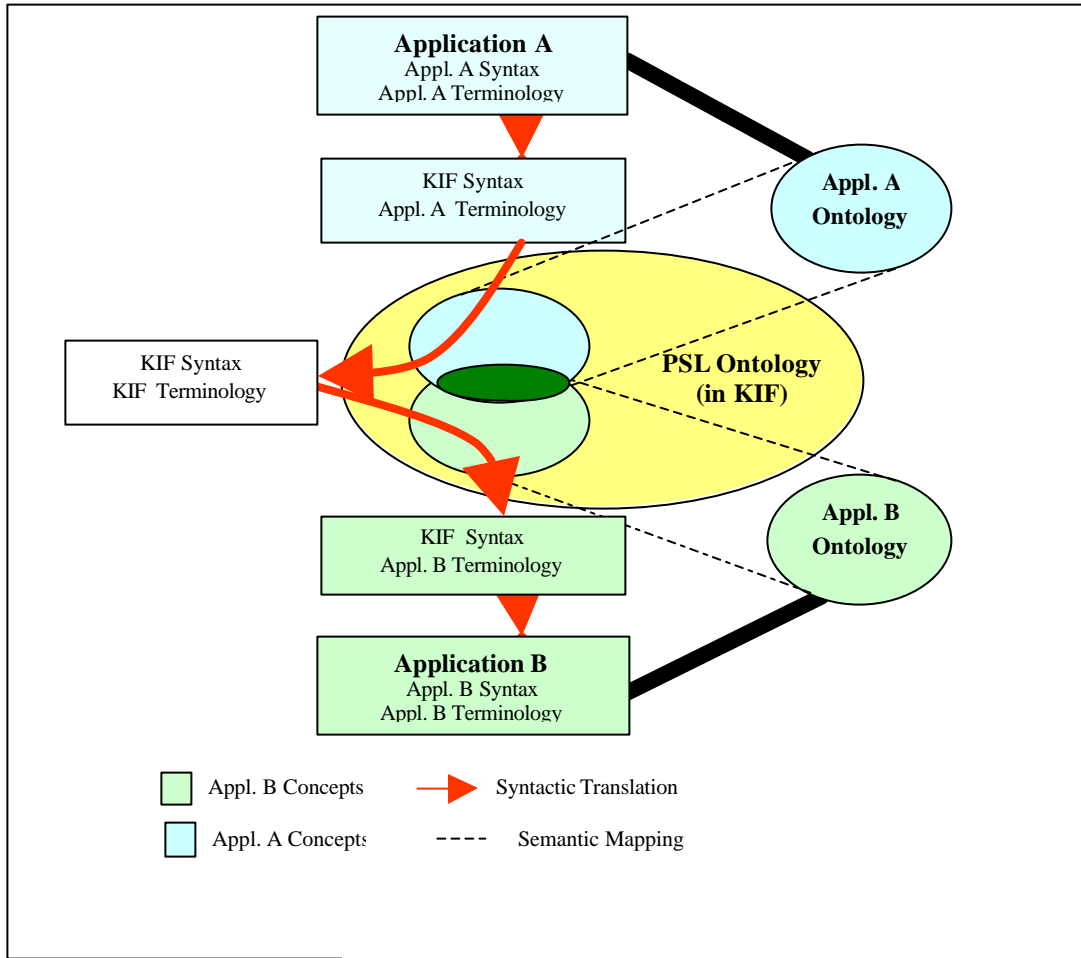 Application A
Appl. A Syntax
Appl. A Terminology
KIF Syntax
Appl. A Terminology
Appl. A
Ontology
KIF Syntax
KIF Terminology
PSL Ontology
(in KIF)
KIF Syntax
Appl. B Terminology
Appl. B
Ontology
Application B
Appl. B Syntax
Appl. B Terminology
Appl. B Concepts
Syntactic Translation
Appl. A Concepts
Semantic Mapping